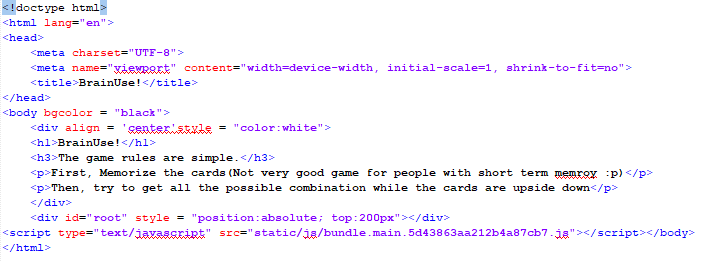 <!doctype html>
<html lang="en">
<head>
<meta charset="UTF-8">
<meta name="viewport" content="width=device-width, initial-scale=1, shrink-to-fit=no">
<title>BrainUse!</title>
</head>
<body bgcolor = "black">
<div align = 'center'style = "color:white">
<h1>BrainUse!</h1>
<h3>The game rules are simple.</h3>
<p>First, Memorize the cards(Not very good game for people with short term memroy :p)</p>
<p>Then, try to get all the possible combination while the cards are upside down</p>
</div>
<div id="root" style = "position:absolute; top:200px"></div>
<script type="text/javascript" src="static/js/bundle.main.5d43863aa212b4a87cb7.js"></script></body>
</html>